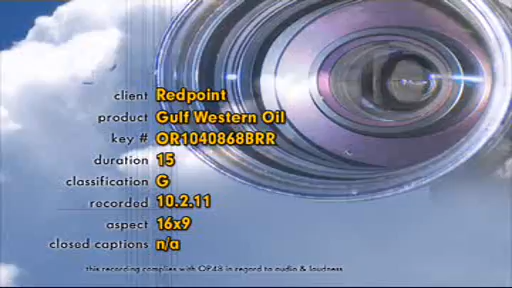 client Redpoint
product Gulf Western Oil
key # OR1040868BRR
duration 15
classification G
recorded 10.2.11
aspect 16x9
closed captions n/a
this recording complies with OP48 in regard to audio & loudness